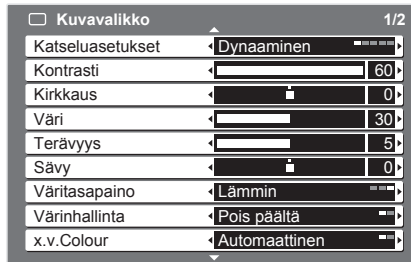 Kuvavalikko 1/2
Katseluasetukset Dynaaminen
Kontrasti 60
Kirkkaus 0
Väri 30
Terävyys 5
Sävy 0
Väritasapaino Lämmin
Värinhallinta Pois päältä
x.v.Colour Automaattinen